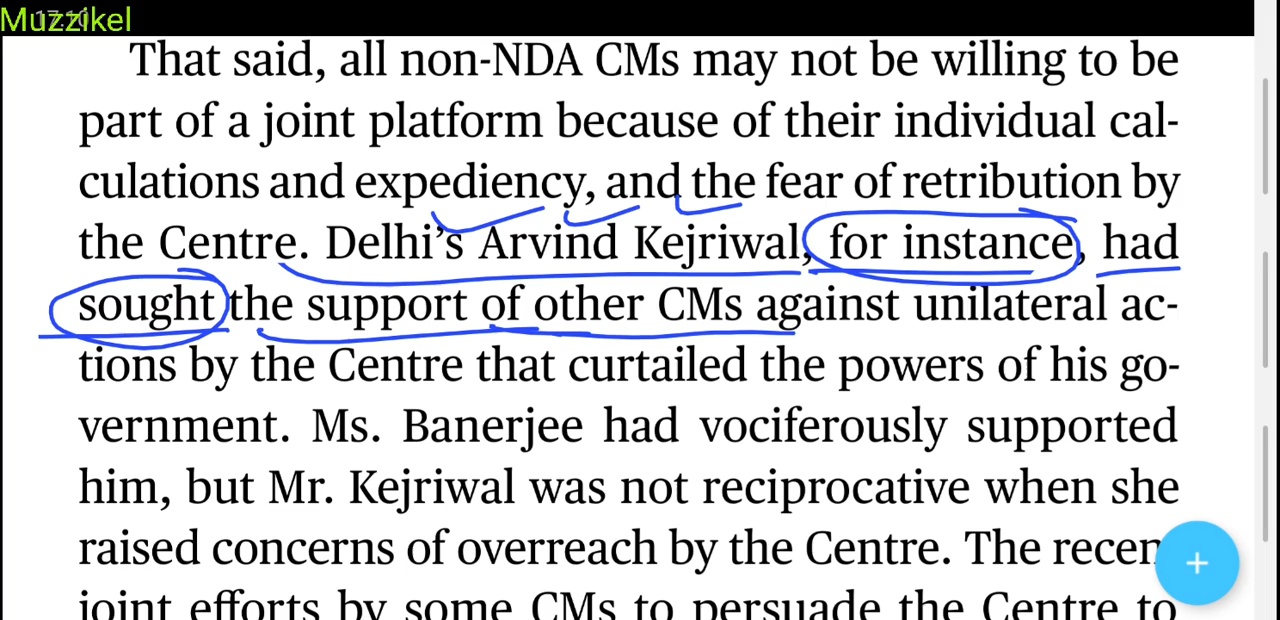 Muzzikel
That said, all non-NDA CMs may not be willing to be
part of a joint platform because of their individual cal-
culations and expediency, and the fear of retribution by
the Centre. Delhi's Arvind Kejriwal, for instance, had
sought the support of other CMs against unilateral ac-
tions by the Centre that curtailed the powers of his go-
vernment. Ms. Banerjee had vociferously supported
him, but Mr. Kejriwal was not reciprocative when she
raised concerns of overreach by the Centre. The recen
joint efforts by some CMs to persuade the Centre to